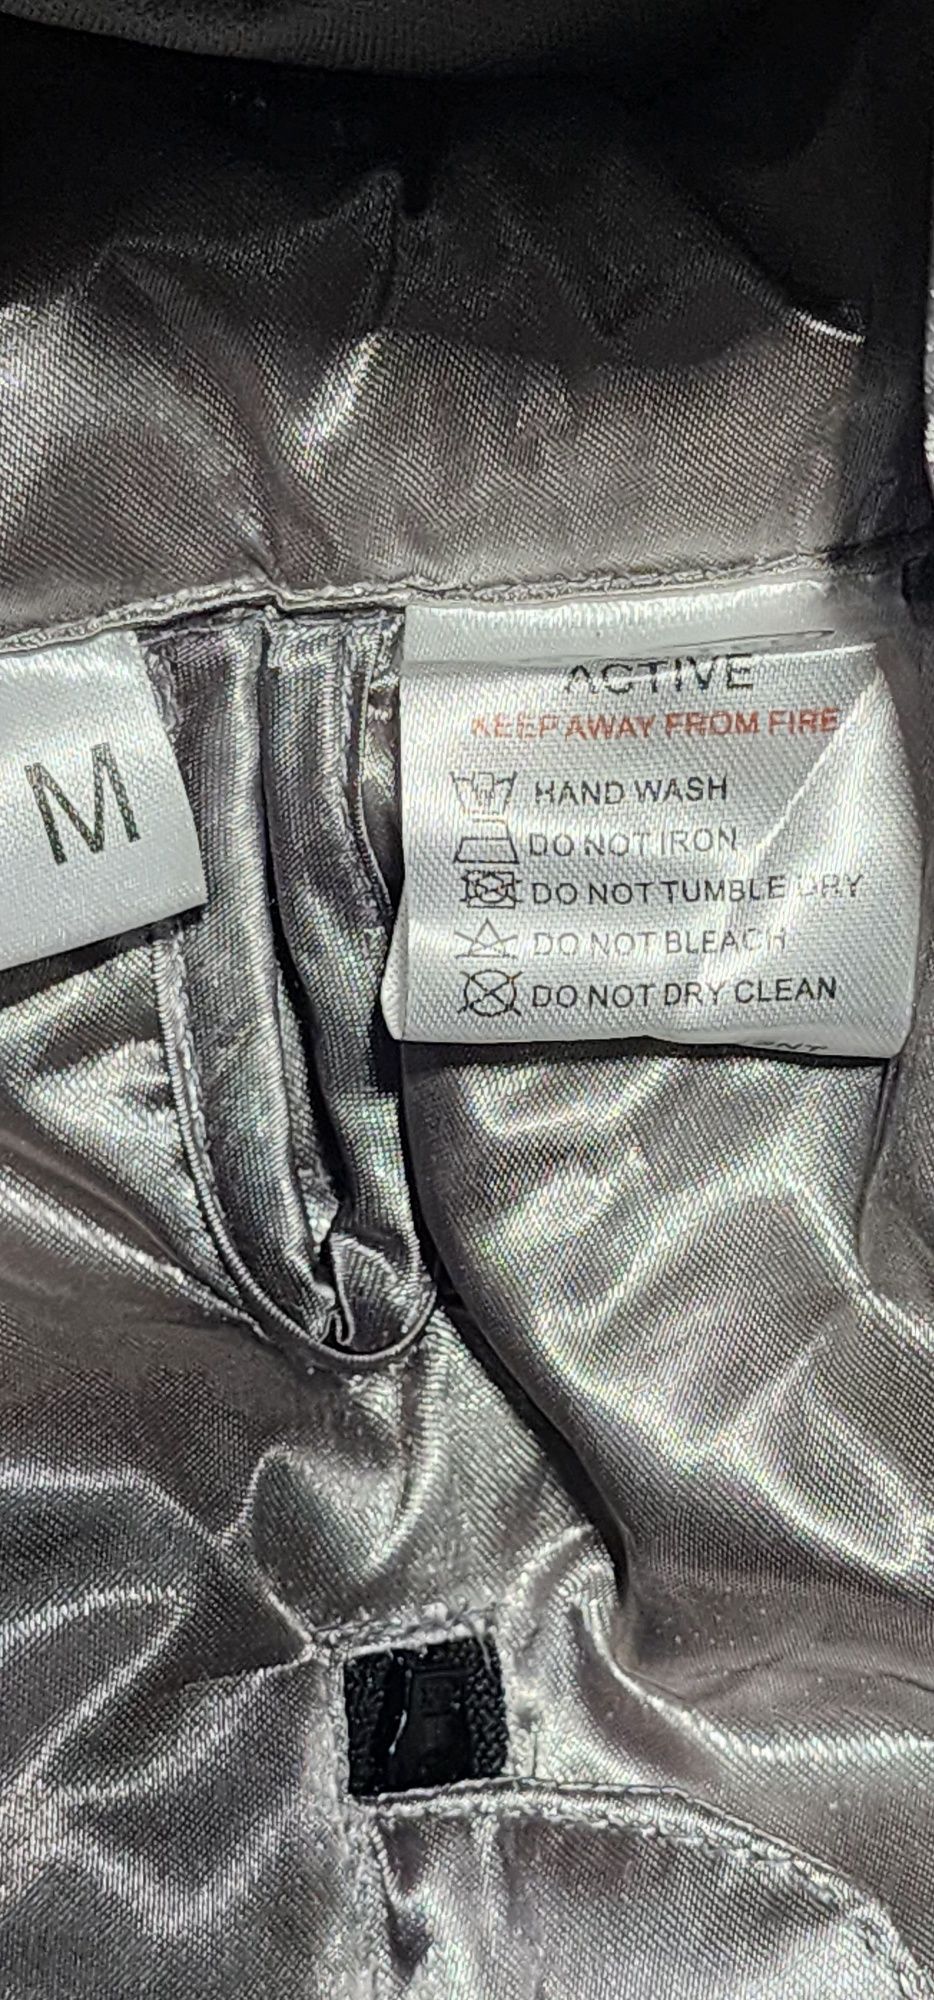 M
ACTIVE
KEEP AWAY FROM FIRE
HAND WASH
DO NOT IRON
DO NOT TUMBLE DRY
DO NOT BLEACH
DO NOT DRY CLEAN